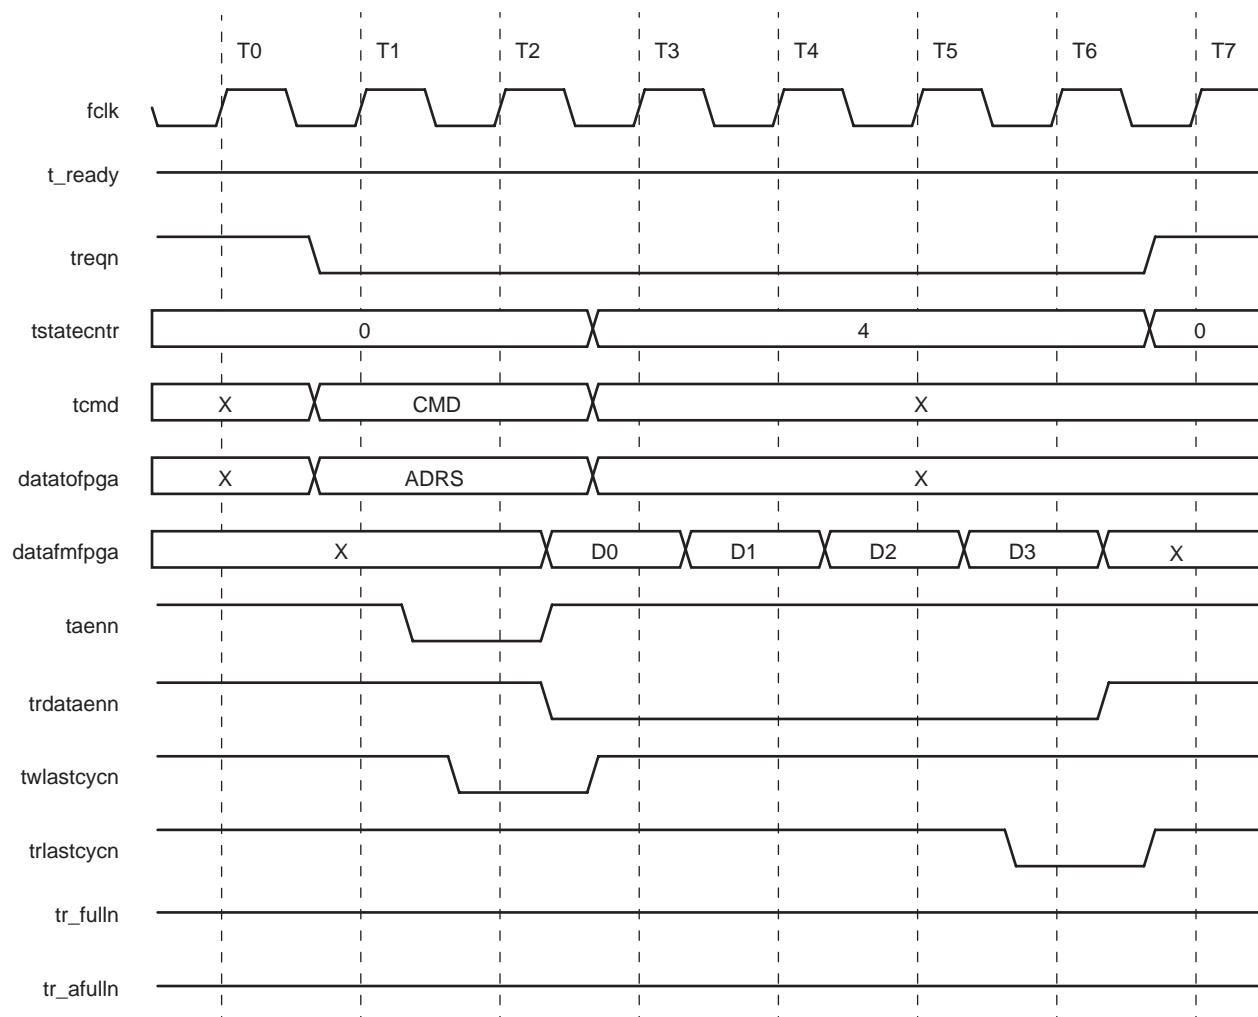 T0 T1 T2 T3 T4 T5 T6 T7
fclk
t_ready
treqn
tstatecntr 0 4 0
tcmd X CMD X
datatofpga X ADRS X
datafmfpga X D0 D1 D2 D3 X
taenn
trdataenn
twlastcycn
trlastcycn
tr_fulln
tr_afulln